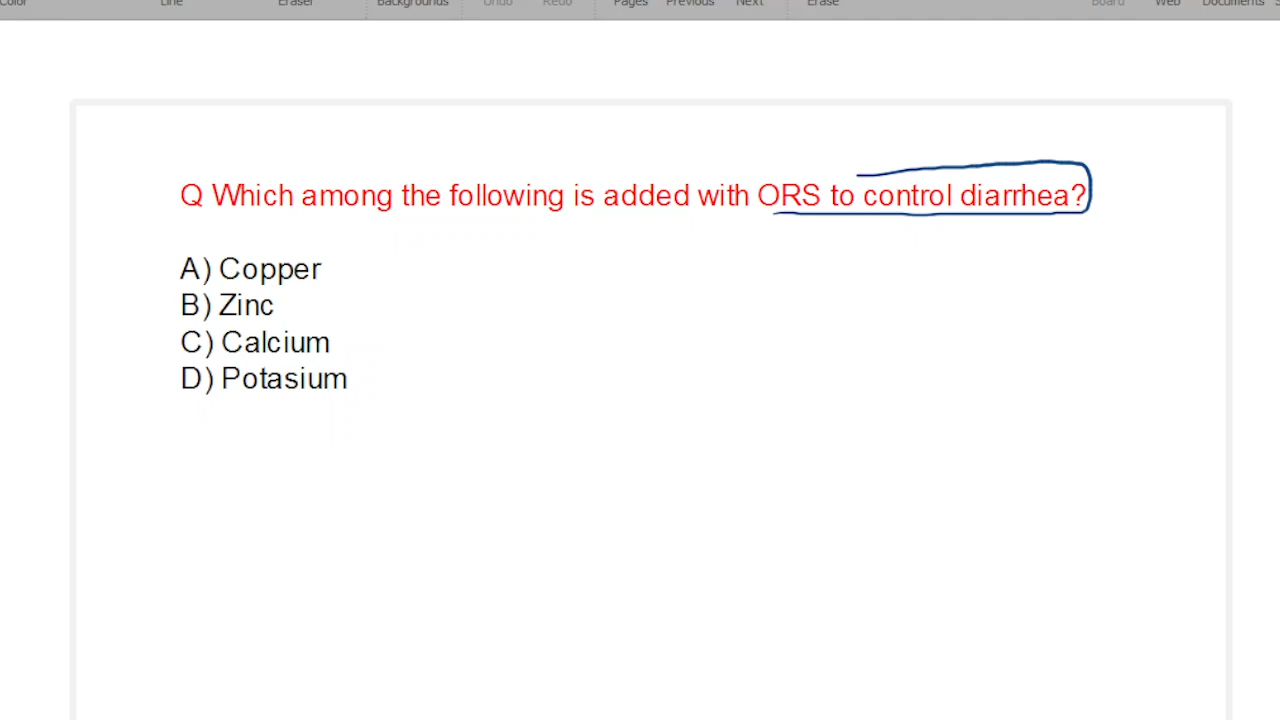 Color Line Eraser Backgrounds Undo Redo Pages Previous Next Erase Board Web Documents
Q Which among the following is added with ORS to control diarrhea?
A) Copper
B) Zinc
C) Calcium
D) Potasium